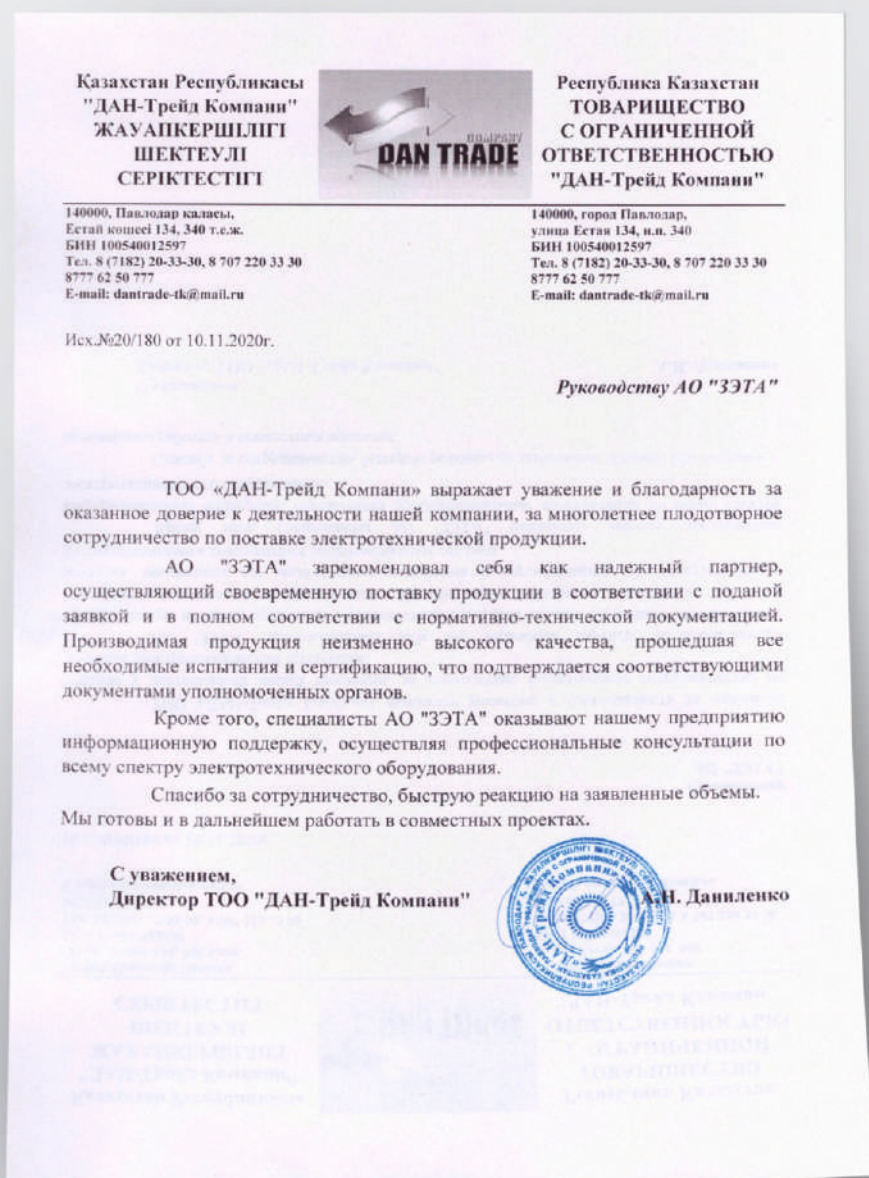 Қазахстан Республикасы
"ДАН-Трейд Компани"
ЖАУАПКЕРШІЛІГІ
ШЕКТЕУЛІ
СЕРІКТЕСТІГІ
COMPANY
DAN TRADE
Республика Казахстан
ТОВАРИЩЕСТВО
С ОГРАНИЧЕННОЙ
ОТВЕТСТВЕННОСТЬЮ
"ДАН-Трейд Компани"
140000, Павлодар каласы,
Естай көшесі 134, 340 т.е.ж.
БИН 100540012597
Тел. 8 (7182) 20-33-30, 8 707 220 33 30
8777 62 50 777
E-mail: dantrade-tk@mail.ru
140000, город Павлодар,
улица Естая 134, н.п. 340
БИН 100540012597
Тел. 8 (7182) 20-33-30, 8 707 220 33 30
8777 62 50 777
E-mail: dantrade-tk@mail.ru
Исх.№20/180 от 10.11.2020г.
Руководству АО "ЗЭТА"
ТОО «ДАН-Трейд Компани» выражает уважение и благодарность за
оказанное доверие к деятельности нашей компании, за многолетнее плодотворное
сотрудничество по поставке электротехнической продукции.
АО "ЗЭТА" зарекомендовал себя как надежный партнер,
осуществляющий своевременную поставку продукции в соответствии с поданой
заявкой и в полном соответствии с нормативно-технической документацией.
Производимая продукция неизменно высокого качества, прошедшая все
необходимые испытания и сертификацию, что подтверждается соответствующими
документами уполномоченных органов.
Кроме того, специалисты АО "ЗЭТА" оказывают нашему предприятию
информационную поддержку, осуществляя профессиональные консультации по
всему спектру электротехнического оборудования.
Спасибо за сотрудничество, быструю реакцию на заявленные объемы.
Мы готовы и в дальнейшем работать в совместных проектах.
С уважением,
Директор ТОО "ДАН-Трейд Компани"
А.Н. Даниленко
«ДАН-Трейд Компани»